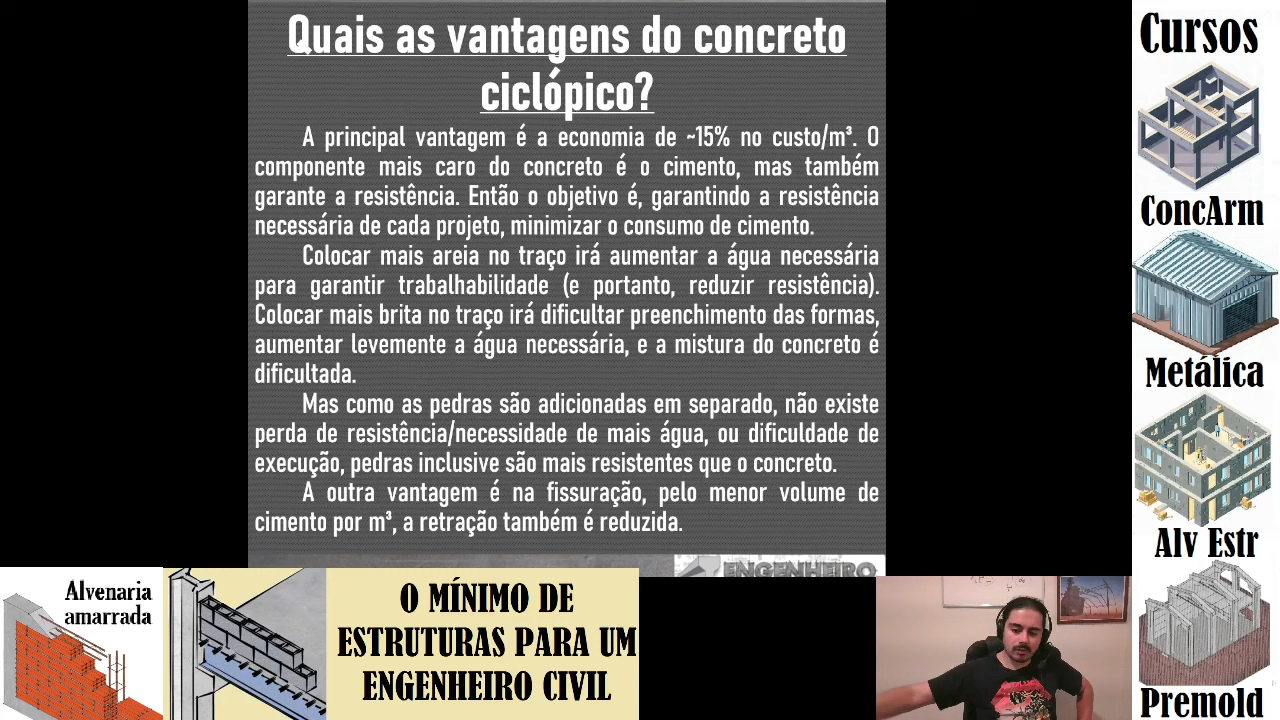 Quais as vantagens do concreto
ciclópico?
A principal vantagem é a economia de ~15% no custo/m³. O
componente mais caro do concreto é o cimento, mas também
garante a resistência. Então o objetivo é, garantindo a resistência
necessária de cada projeto, minimizar o consumo de cimento.
Colocar mais areia no traço irá aumentar a água necessária
para garantir trabalhabilidade (e portanto, reduzir resistência).
Colocar mais brita no traço irá dificultar preenchimento das formas,
aumentar levemente a água necessária, e a mistura do concreto é
dificultada.
Mas como as pedras são adicionadas em separado, não existe
perda de resistência/necessidade de mais água, ou dificuldade de
execução, pedras inclusive são mais resistentes que o concreto.
A outra vantagem é na fissuração, pelo menor volume de
cimento por m³, a retração também é reduzida.
ENGENHEIRO
Cursos
ConcArm
Metálica
Alv Estr
Premold
Alvenaria
amarrada
O MÍNIMO DE
ESTRUTURAS PARA UM
ENGENHEIRO CIVIL